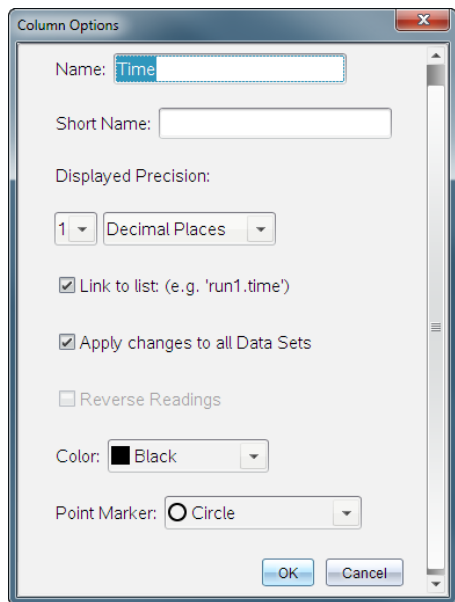 Column Options
Name: Time
Short Name:
Displayed Precision:
1 Decimal Places
Link to list: (e.g. 'run1.time')
Apply changes to all Data Sets
Reverse Readings
Color: Black
Point Marker: Circle
OK Cancel